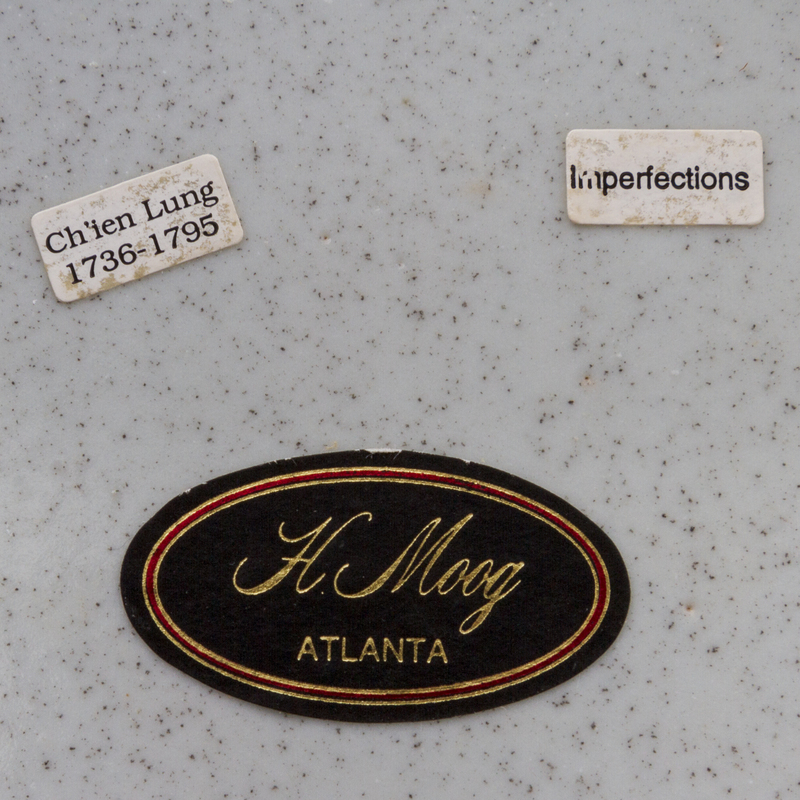 Ch'ien Lung
1736-1795
Imperfections
H. Moog
ATLANTA